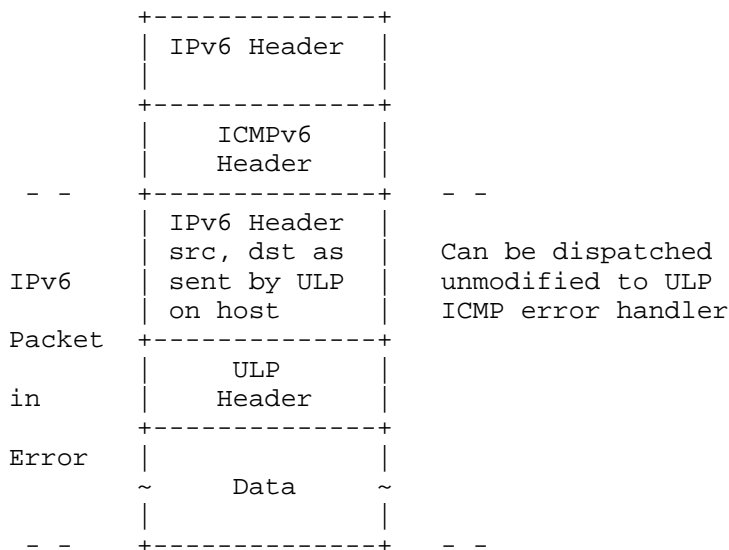 +--------------+
              | IPv6 Header  |
              |              |
              +--------------+
              |    ICMPv6    |
              |    Header    |
 - -          +--------------+   - -
              | IPv6 Header  |
              | src, dst as  |   Can be dispatched
IPv6          | sent by ULP  |   unmodified to ULP
              | on host      |   ICMP error handler
Packet        +--------------+
              |     ULP      |
in            |    Header    |
              +--------------+
Error         |              |
              ~     Data     ~
              |              |
 - -          +--------------+   - -